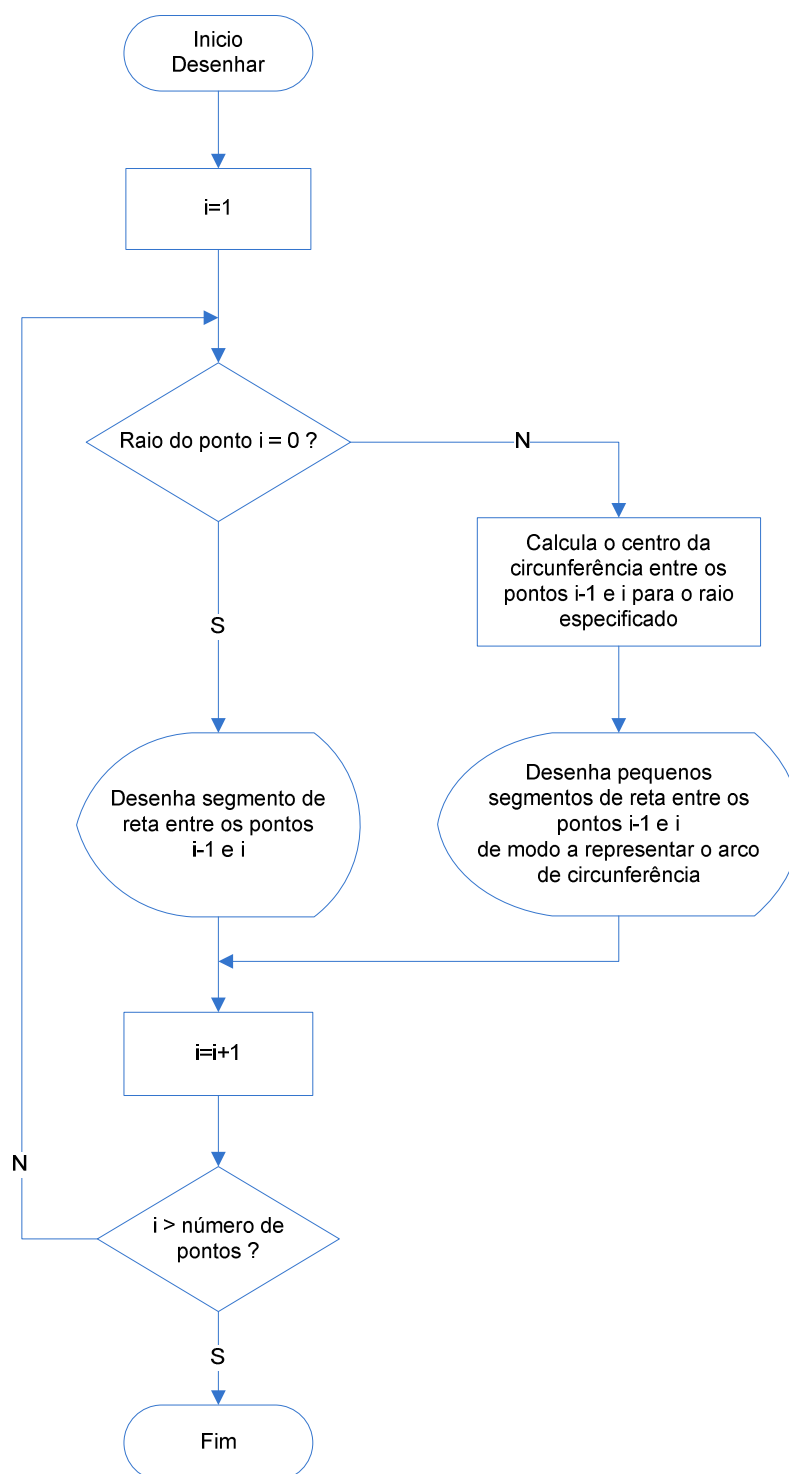 Inicio
Desenhar
i=1
Raio do ponto i = 0 ?
N
Calcula o centro da
circunferência entre os
pontos i-1 e i para o raio
especificado
S
Desenha segmento de
reta entre os pontos
i-1 e i
Desenha pequenos
segmentos de reta entre os
pontos i-1 e i
de modo a representar o arco
de circunferência
i=i+1
N
i > número de
pontos ?
S
Fim